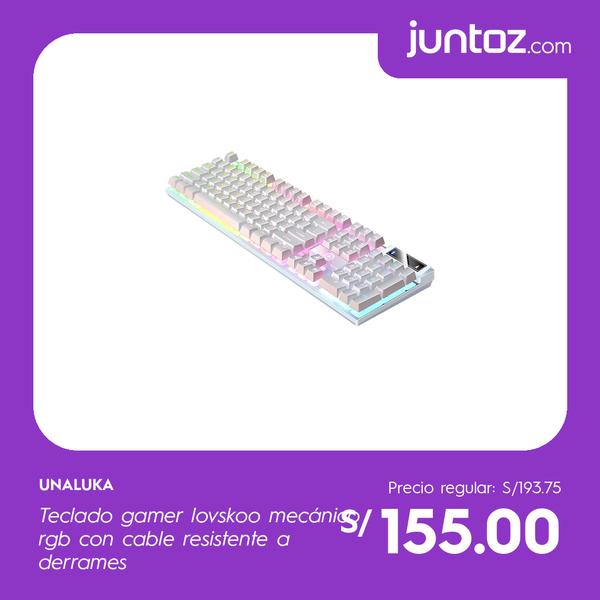 juntoz.com
UNALUKA
Teclado gamer lovskoo mecánico
rgb con cable resistente a
derrames
Precio regular: S/193.75
S/ 155.00